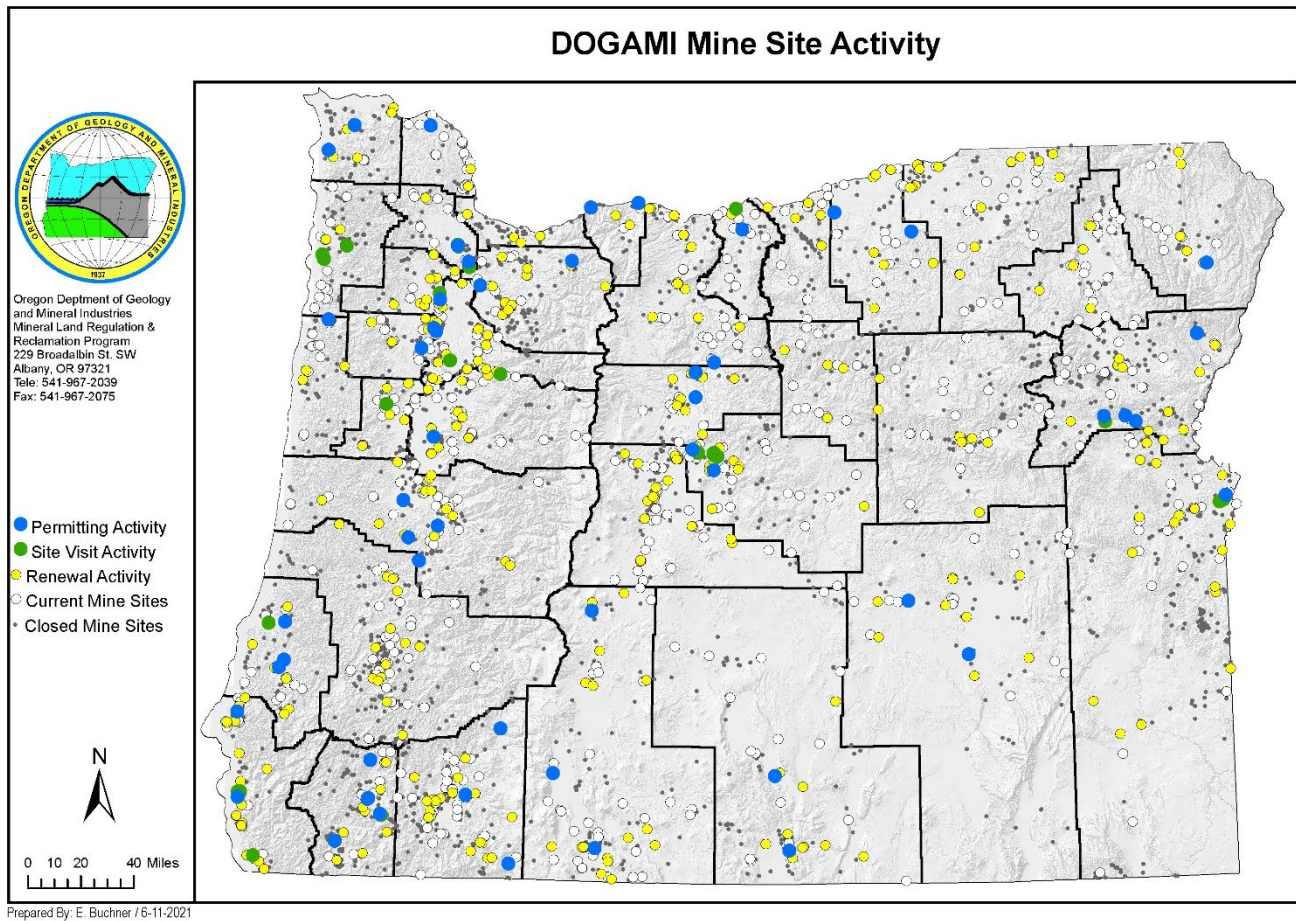 DOGAMI Mine Site Activity
OREGON DEPARTMENT OF GEOLOGY AND MINERAL INDUSTRIES
1937
Oregon Deptment of Geology
and Mineral Industries
Mineral Land Regulation &
Reclamation Program
229 Broadalbin St. SW
Albany, OR 97321
Tele: 541-967-2039
Fax: 541-967-2075
Permitting Activity
Site Visit Activity
Renewal Activity
Current Mine Sites
Closed Mine Sites
N
0 10 20 40 Miles
Prepared By: E. Buchner / 6-11-2021